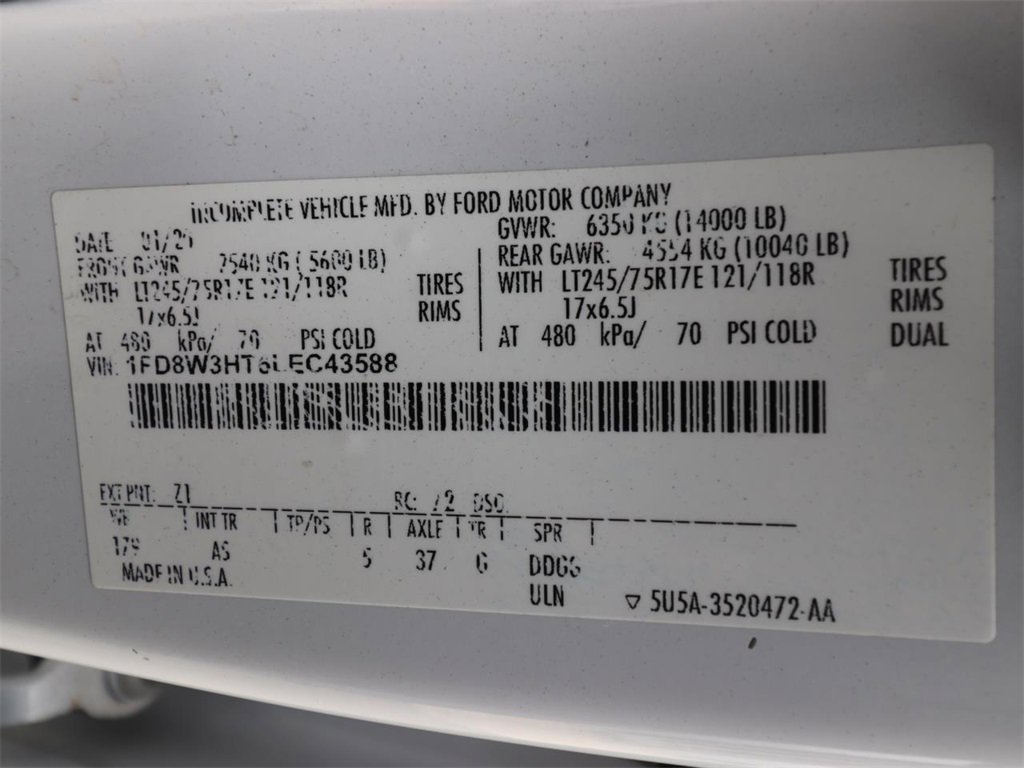 INCOMPLETE VEHICLE MFD. BY FORD MOTOR COMPANY
DATE 01/20
FRONT GAWR 2540 KG (5600 LB)
WITH LT245/75R17E 121/118R TIRES
17x6.5J RIMS
AT 480 kPa/ 70 PSI COLD
GVWR: 6350 KG (14000 LB)
REAR GAWR: 4554 KG (10040 LB)
WITH LT245/75R17E 121/118R TIRES
17x6.5J RIMS
AT 480 kPa/ 70 PSI COLD DUAL
VIN: 1FD8W3HT6LEC43588
EXT PNT: Z1 RC: 72 DSO:
WB INT TR TP/PS R AXLE TR SPR
179 AS 5 37 G DDGG
MADE IN U.S.A. ULN
▽ 5U5A-3520472-AA